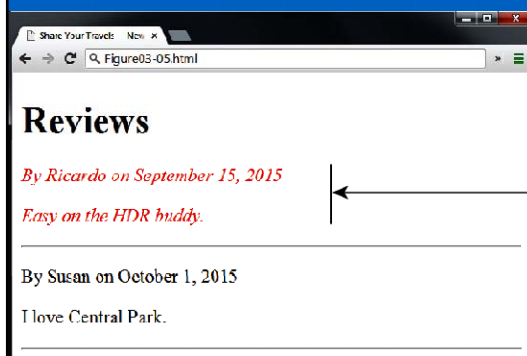 Share Your Travels New
Figure03-05.html
Reviews
By Ricardo on September 15, 2015
Easy on the HDR buddy.
By Susan on October 1, 2015
I love Central Park.